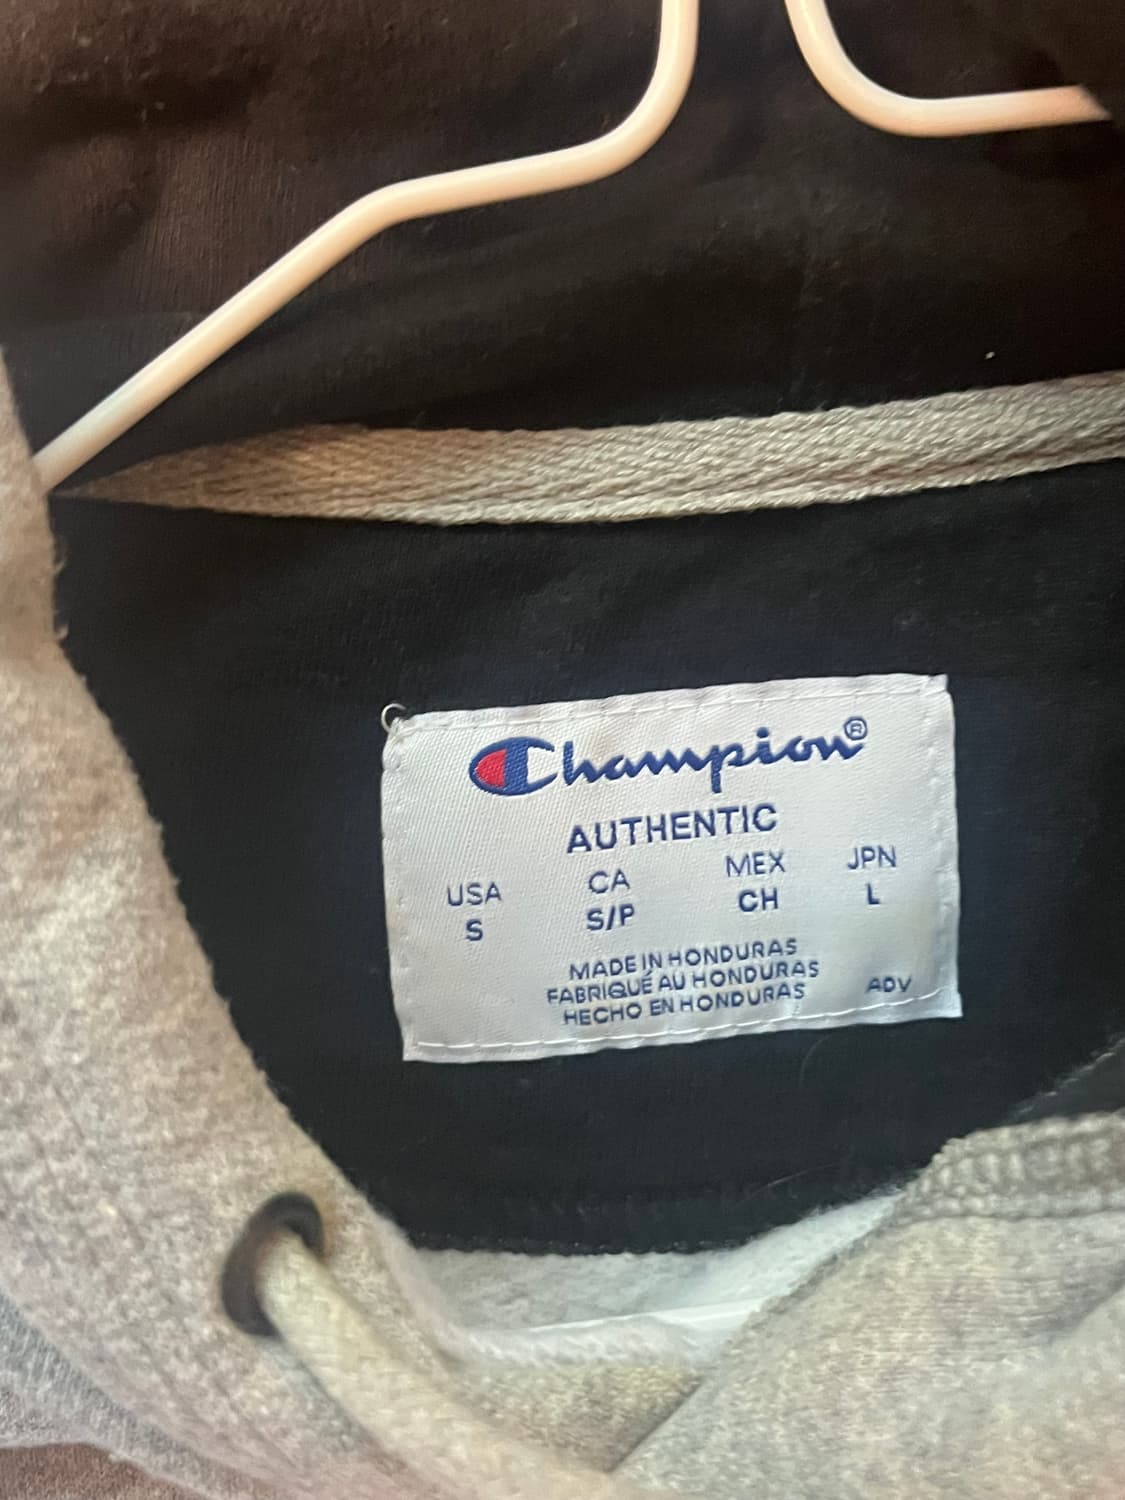 Champion®
AUTHENTIC
USA CA MEX JPN
S S/P CH L
MADE IN HONDURAS
FABRIQUÉ AU HONDURAS
HECHO EN HONDURAS ADV